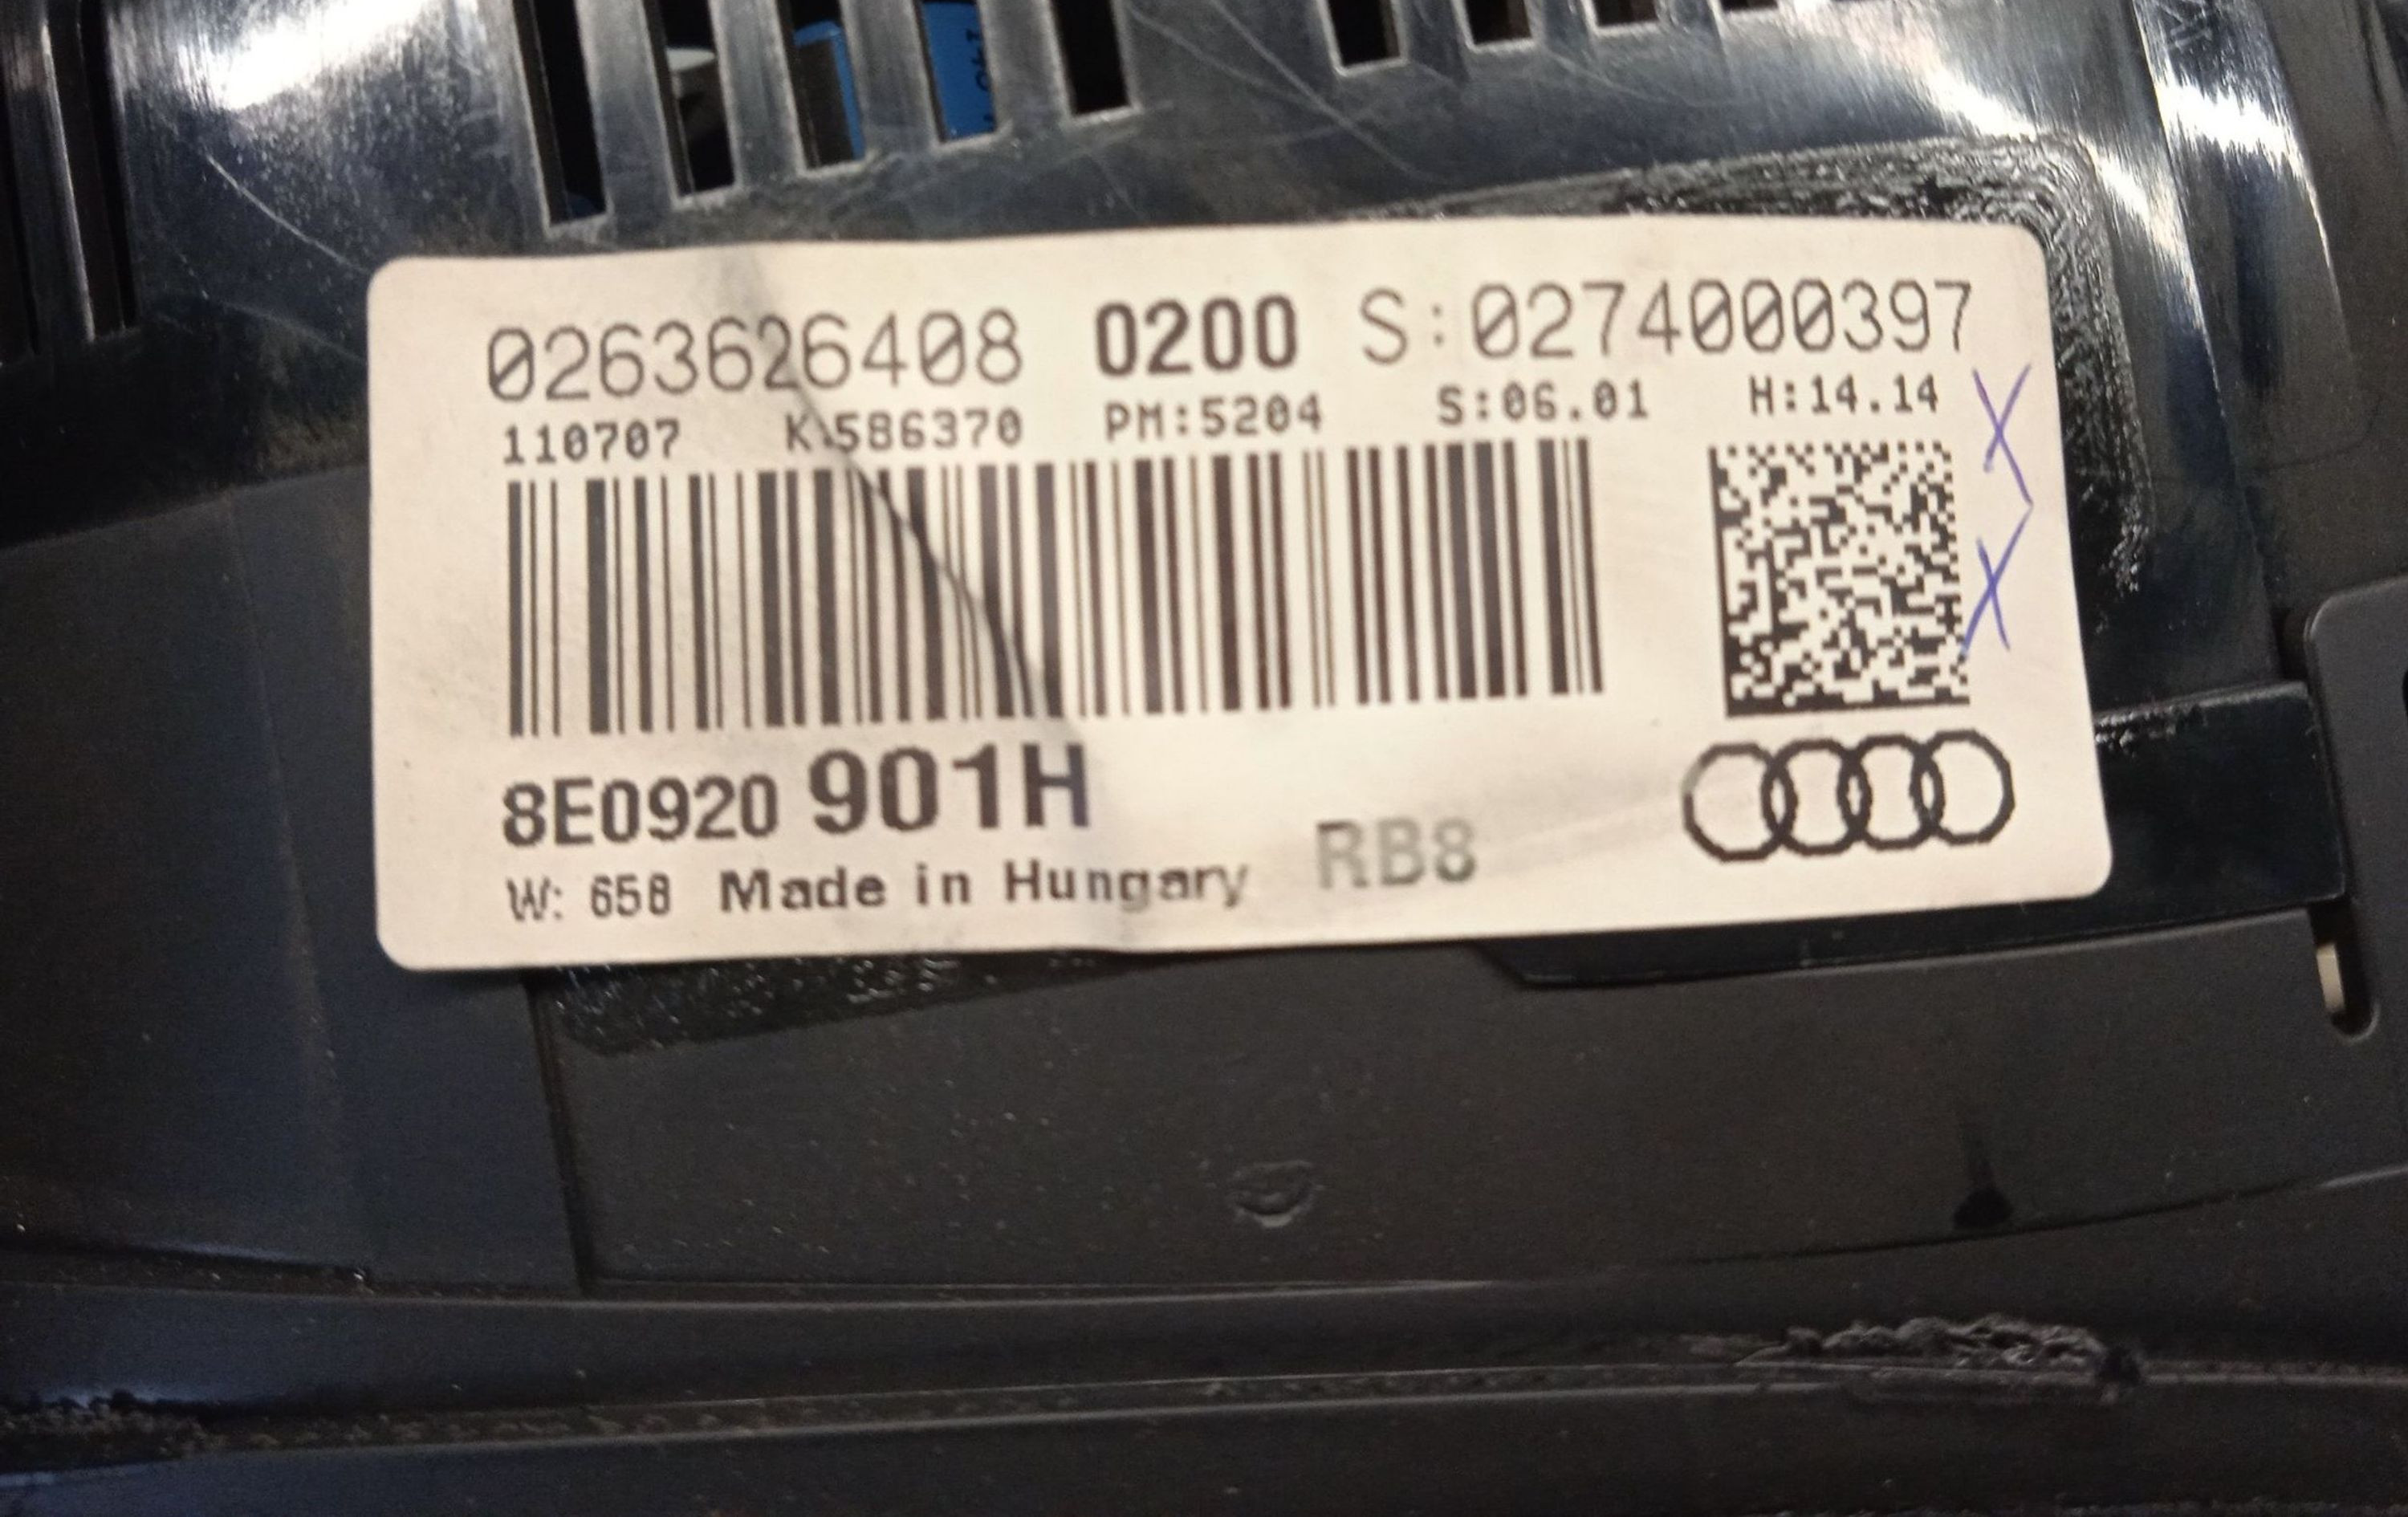 0263626408 0200 S:0274000397
110707 K:586370 PM:5204 S:06.01 H:14.14
8E0920 901H
W: 658 Made in Hungary RB8